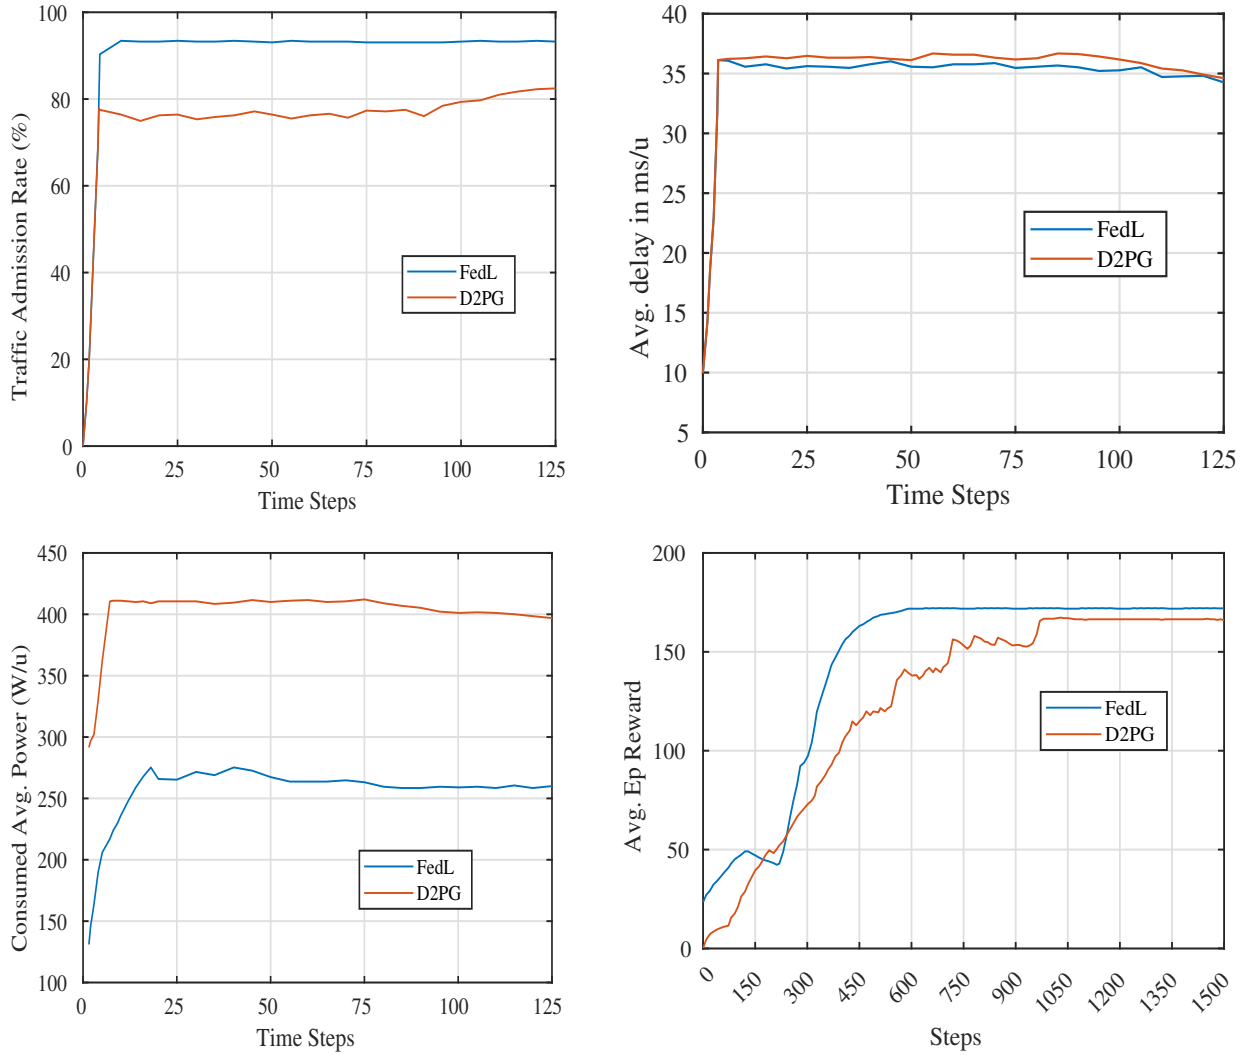 Traffic Admission Rate (%)
100
80
60
40
20
0
0 25 50 75 100 125
Time Steps
FedL
D2PG
Avg. delay in ms/u
40
35
30
25
20
15
10
5
0 25 50 75 100 125
Time Steps
FedL
D2PG
Consumed Avg. Power (W/u)
450
400
350
300
250
200
150
100
0 25 50 75 100 125
Time Steps
FedL
D2PG
Avg. Ep Reward
200
150
100
50
0
0 150 300 450 600 750 900 1050 1200 1350 1500
Steps
FedL
D2PG